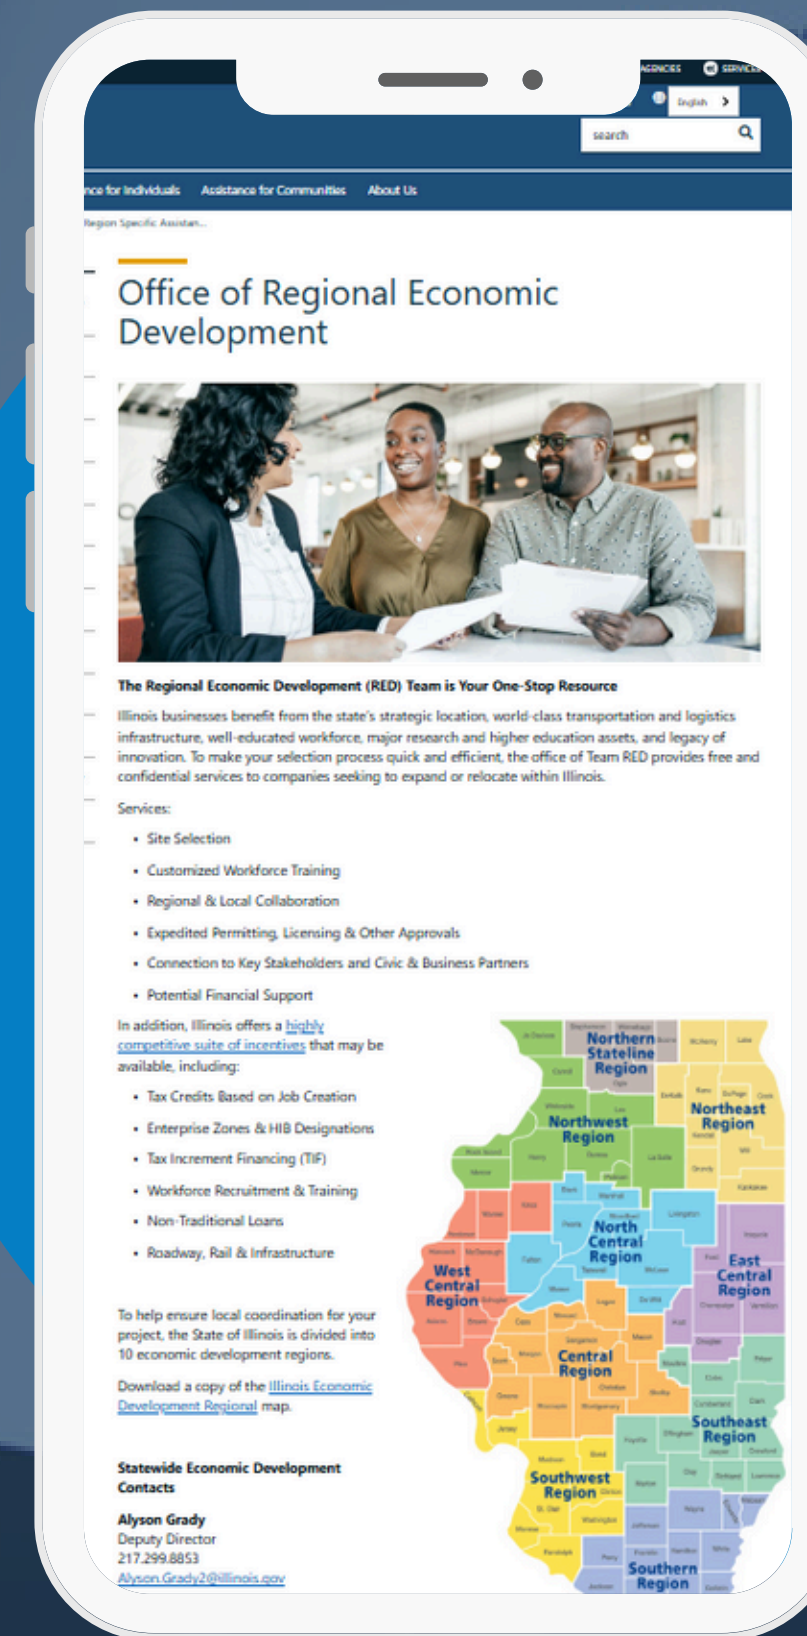 AGENCIES
SERVICES
English
search
nce for Individuals Assistance for Communities About Us
Region Specific Assistan...
Office of Regional Economic
Development
The Regional Economic Development (RED) Team is Your One-Stop Resource
Illinois businesses benefit from the state's strategic location, world-class transportation and logistics
infrastructure, well-educated workforce, major research and higher education assets, and legacy of
innovation. To make your selection process quick and efficient, the office of Team RED provides free and
confidential services to companies seeking to expand or relocate within Illinois.
Services:
• Site Selection
• Customized Workforce Training
• Regional & Local Collaboration
• Expedited Permitting, Licensing & Other Approvals
• Connection to Key Stakeholders and Civic & Business Partners
• Potential Financial Support
In addition, Illinois offers a highly
competitive suite of incentives that may be
available, including:
• Tax Credits Based on Job Creation
• Enterprise Zones & HIB Designations
• Tax Increment Financing (TIF)
• Workforce Recruitment & Training
• Non-Traditional Loans
• Roadway, Rail & Infrastructure
To help ensure local coordination for your
project, the State of Illinois is divided into
10 economic development regions.
Download a copy of the Illinois Economic
Development Regional map.
Statewide Economic Development
Contacts
Alyson Grady
Deputy Director
217.299.8853
Alyson.Grady2@illinois.gov
Northern
Stateline
Region
Northeast
Region
Northwest
Region
North
Central
Region
East
Central
Region
West
Central
Region
Central
Region
Southeast
Region
Southwest
Region
Southern
Region